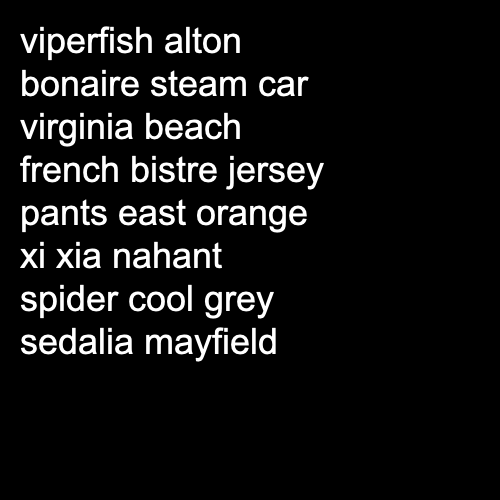 viperfish alton
bonaire steam car
virginia beach
french bistre jersey
pants east orange
xi xia nahant
spider cool grey
sedalia mayfield